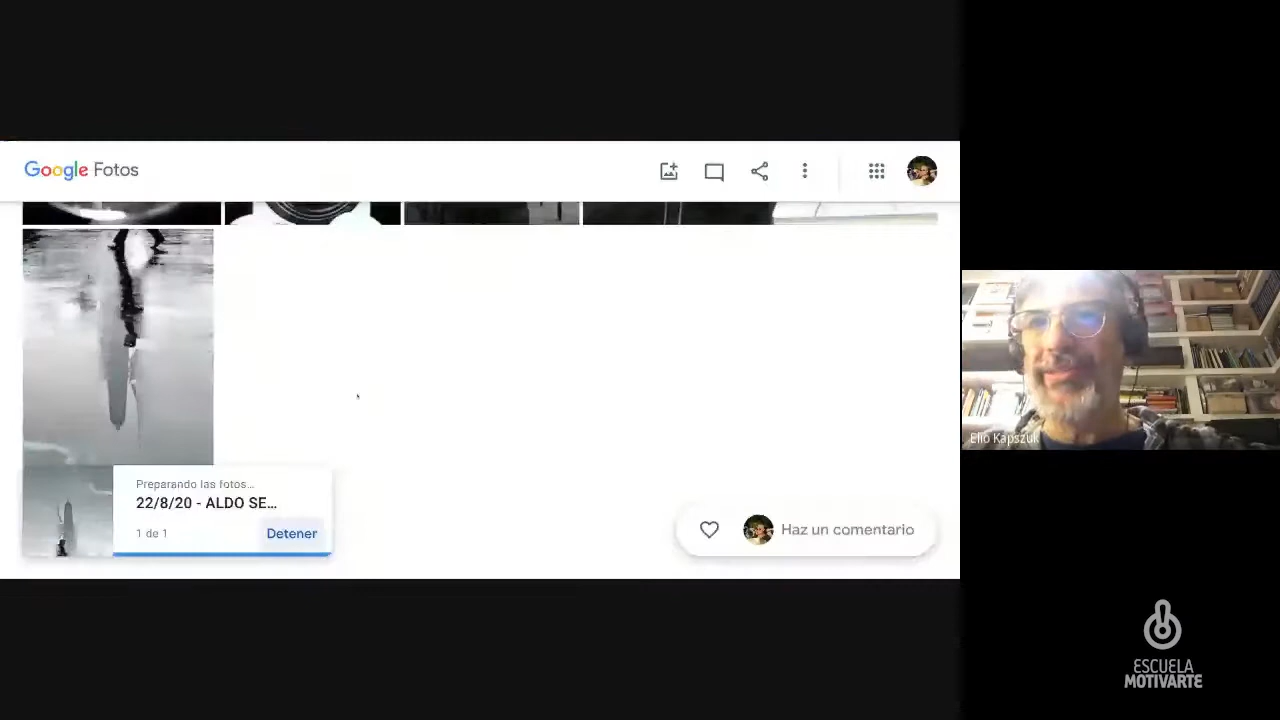 Google Fotos
Preparando las fotos...
22/8/20 - ALDO SE...
1 de 1
Detener
Haz un comentario
Elio Kapszuk
ESCUELA
MOTIVARTE